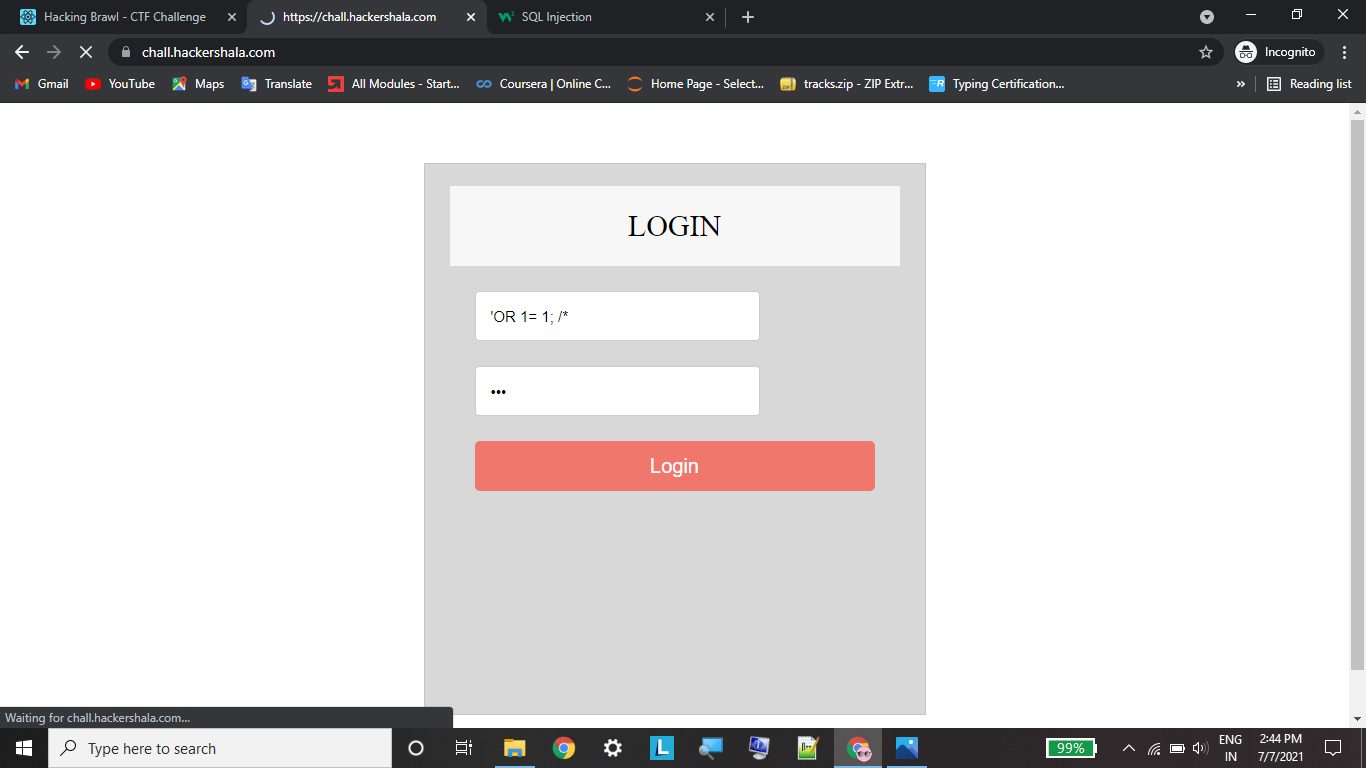 Hacking Brawl - CTF Challenge
https://chall.hackershala.com
SQL Injection
chall.hackershala.com
Incognito
Gmail
YouTube
Maps
Translate
All Modules - Start...
Coursera | Online C...
Home Page - Select...
tracks.zip - ZIP Extr...
Typing Certification...
»
Reading list
LOGIN
'OR 1= 1; /*
•••
Login
Waiting for chall.hackershala.com...
Type here to search
99%
ENG
IN
2:44 PM
7/7/2021